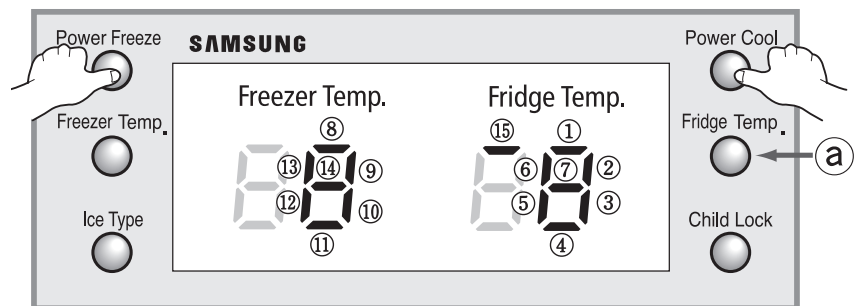 Power Freeze
SAMSUNG
Power Cool
Freezer Temp.
Fridge Temp.
⑧
⑮
①
Freezer Temp.
Fridge Temp.
ⓐ
⑬ ⑭ ⑨
⑥ ⑦ ②
⑫ ⑩
⑤ ③
⑪
④
Ice Type
Child Lock